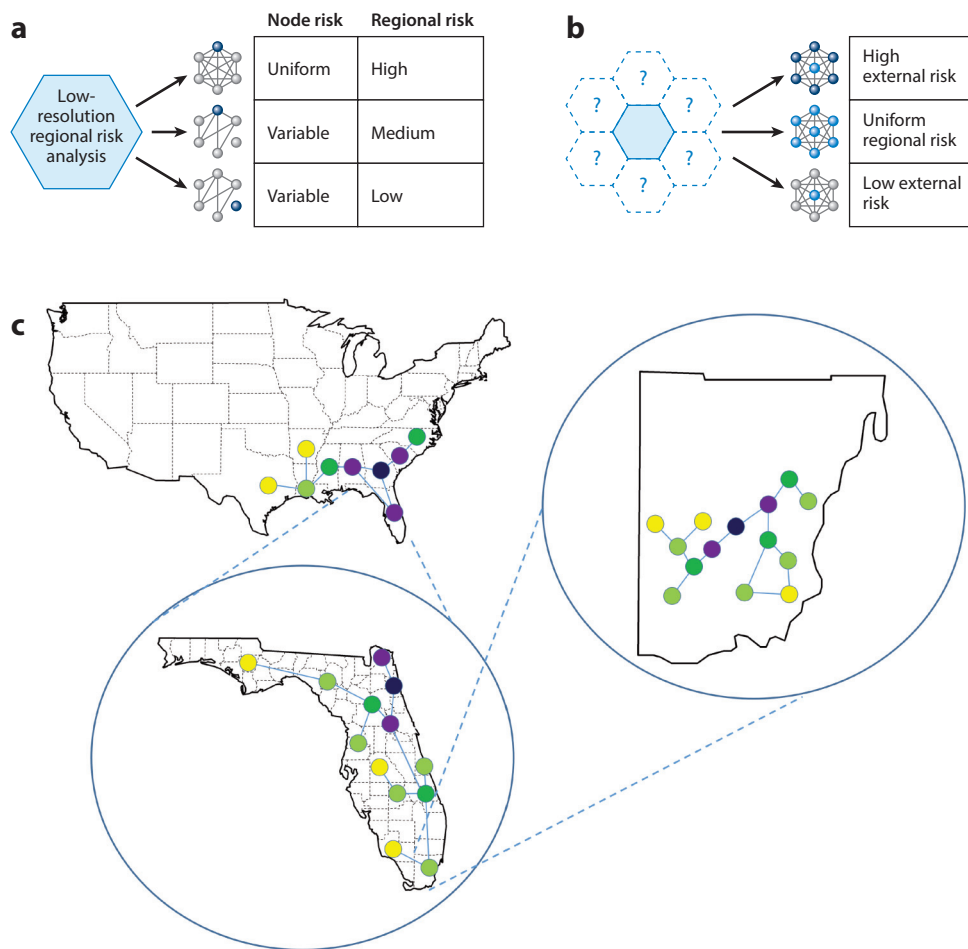 a
Node risk Regional risk
Low-
resolution
regional risk
analysis
Uniform High
Variable Medium
Variable Low
b
? ? ? ? ? ?
High
external risk
Uniform
regional risk
Low external
risk
c